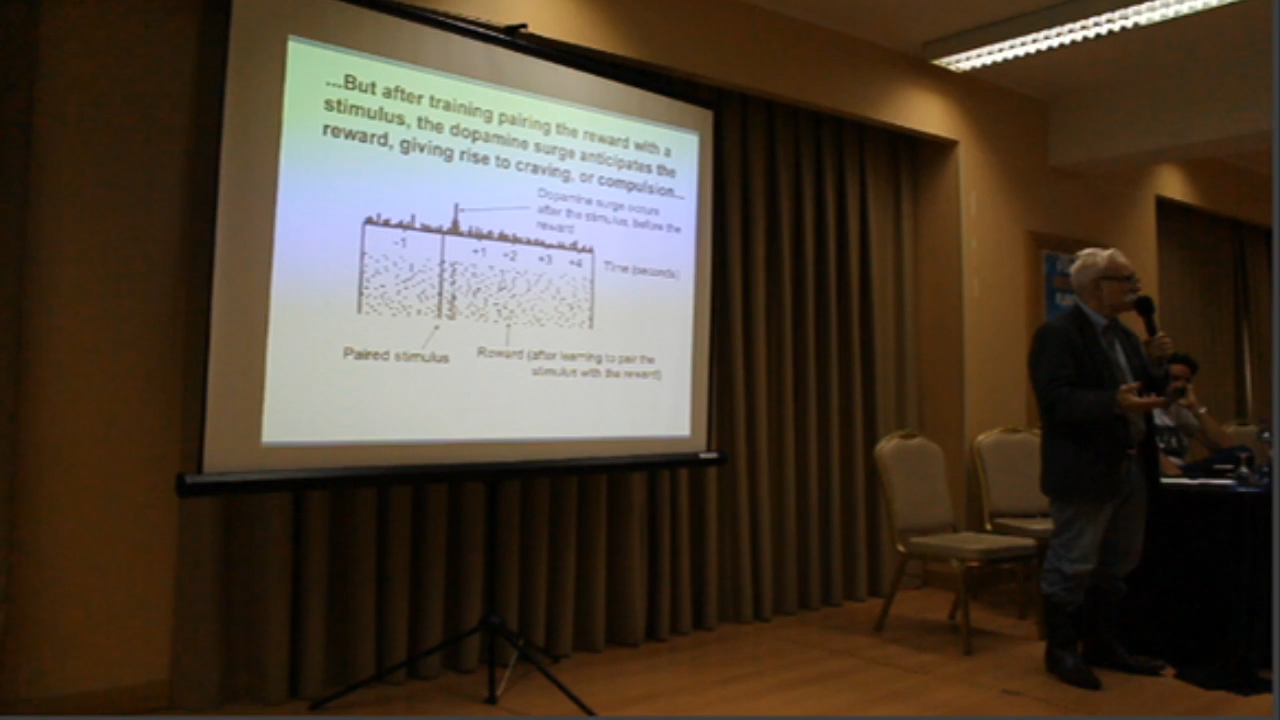 ...But after training pairing the reward with a
stimulus, the dopamine surge anticipates the
reward, giving rise to craving, or compulsion...
Dopamine surge occurs
after the stimulus, before the
reward
-1
+1 +2 +3 +4
Time (seconds)
Paired stimulus
Reward (after learning to pair the
stimulus with the reward)